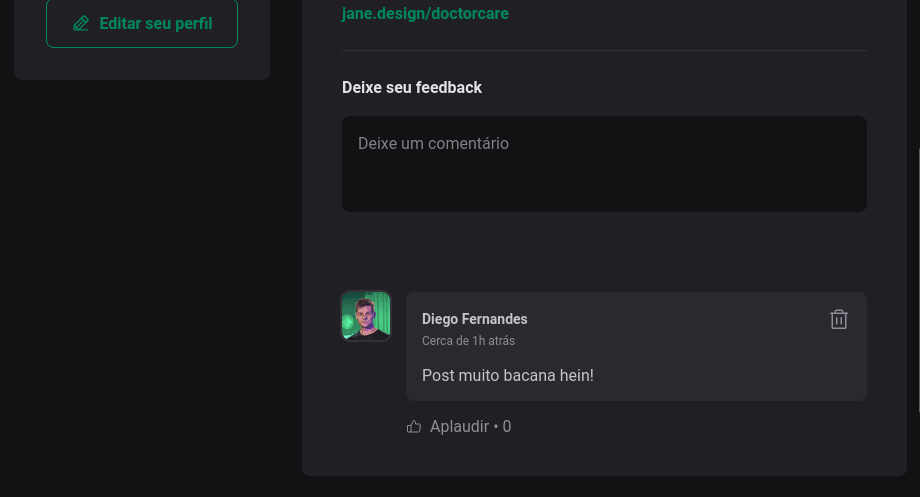 Editar seu perfil
jane.design/doctorcare
Deixe seu feedback
Deixe um comentário
Diego Fernandes
Cerca de 1h atrás
Post muito bacana hein!
Aplaudir • 0